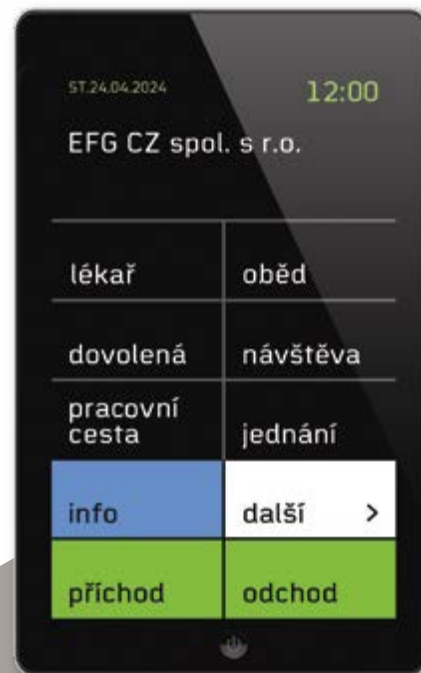 ST.24.04.2024
12:00
EFG CZ spol. s r.o.
lékař
oběd
dovolená
návštěva
pracovní
cesta
jednání
info
další >
příchod
odchod